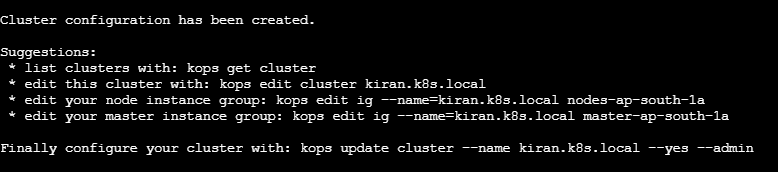 Cluster configuration has been created.
Suggestions:
* list clusters with: kops get cluster
* edit this cluster with: kops edit cluster kiran.k8s.local
* edit your node instance group: kops edit ig --name=kiran.k8s.local nodes-ap-south-1a
* edit your master instance group: kops edit ig --name=kiran.k8s.local master-ap-south-1a
Finally configure your cluster with: kops update cluster --name kiran.k8s.local --yes --admin